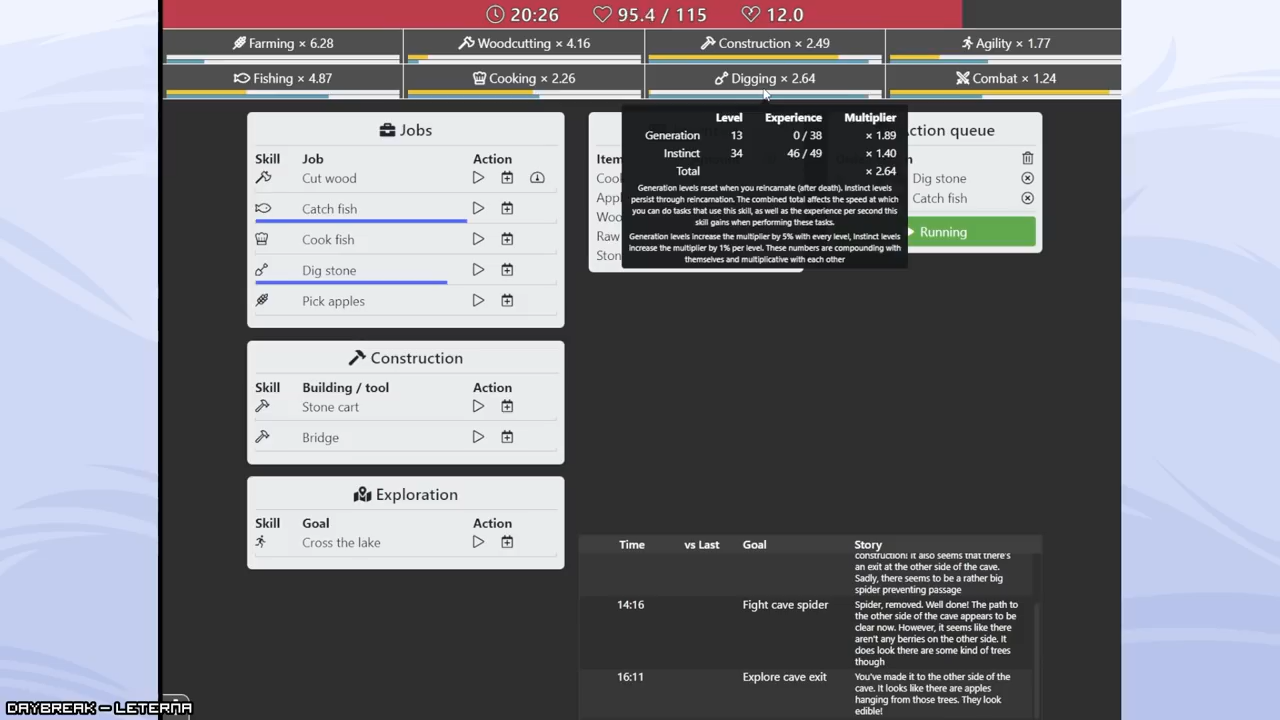 20:26 95.4 / 115 12.0
Farming × 6.28 Woodcutting × 4.16 Construction × 2.49 Agility × 1.77
Fishing × 4.87 Cooking × 2.26 Digging × 2.64 Combat × 1.24
Level Experience Multiplier
Generation 13 0 / 38 × 1.89
Instinct 34 46 / 49 × 1.40
Total × 2.64
Generation levels reset when you reincarnate (after death). Instinct levels
persist through reincarnation. The combined total affects the speed at which
you can do tasks that use this skill, as well as the experience per second this
skill gains when performing these tasks.
Generation levels increase the multiplier by 5% with every level, Instinct levels
increase the multiplier by 1% per level. These numbers are compounding with
themselves and multiplicative with each other
Jobs
Skill Job Action
Cut wood
Catch fish
Cook fish
Dig stone
Pick apples
Construction
Skill Building / tool Action
Stone cart
Bridge
Exploration
Skill Goal Action
Cross the lake
Item
Cook
Apple
Woo
Raw
Ston
Action queue
Dig stone
Catch fish
Running
Time vs Last Goal Story
construction! It also seems that there's
an exit at the other side of the cave.
Sadly, there seems to be a rather big
spider preventing passage
14:16 Fight cave spider Spider, removed. Well done! The path to
the other side of the cave appears to be
clear now. However, it seems like there
aren't any berries on the other side. It
does look there are some kind of trees
though
16:11 Explore cave exit You've made it to the other side of the
cave. It looks like there are apples
hanging from those trees. They look
edible!
DAYBREAK – LETERNA